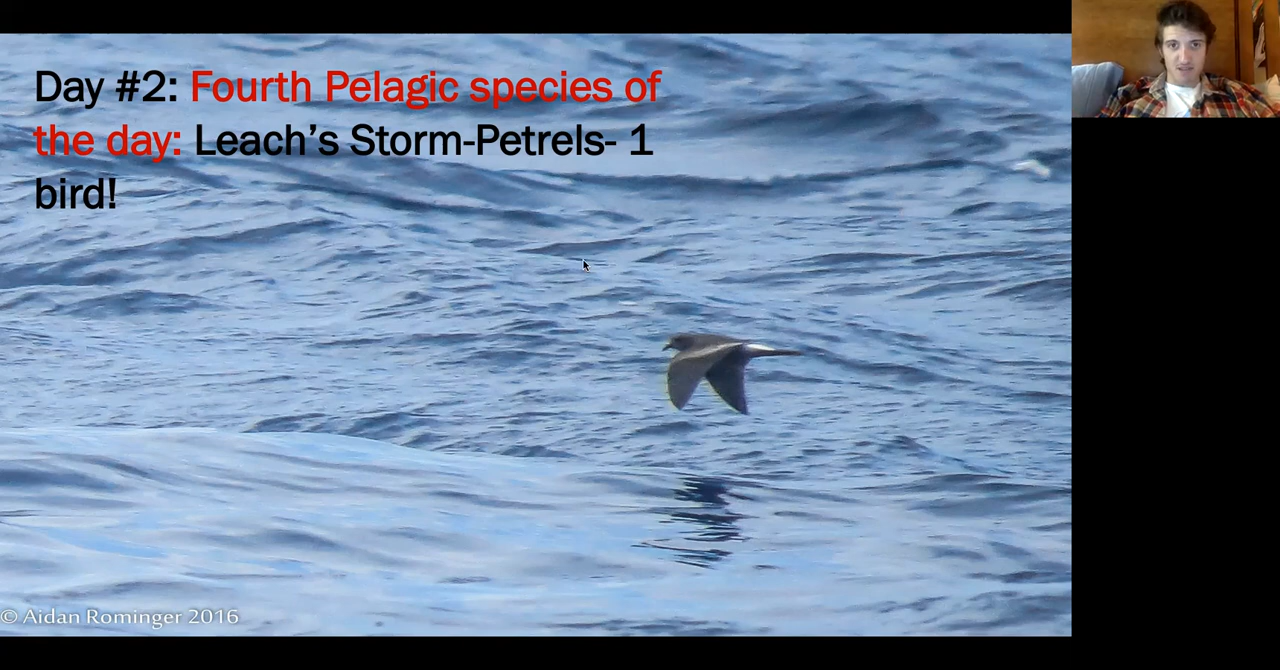 Day #2: Fourth Pelagic species of
the day: Leach’s Storm-Petrels- 1
bird!
© Aidan Rominger 2016